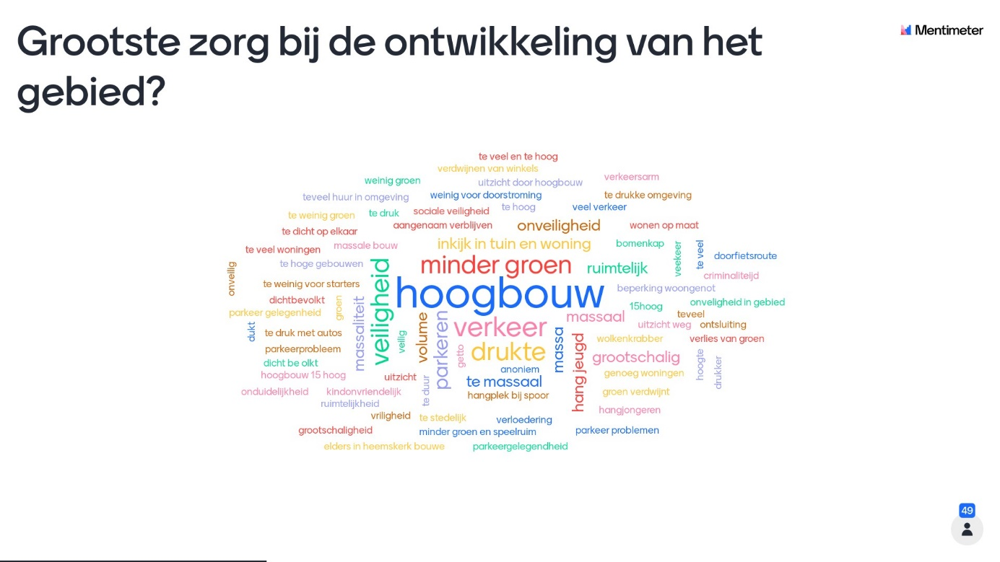 Grootste zorg bij de ontwikkeling van het
gebied?
Mentimeter
te veel en te hoog
verdwijnen van winkels
weinig groen
uitzicht door hoogbouw
verkeersarm
teveel huur in omgeving
weinig voor doorstroming
te drukke omgeving
te weinig groen
te druk
sociale veiligheid
te hoog
veel verkeer
te dicht op elkaar
aangenaam verblijven
onveiligheid
wonen op maat
te veel woningen
massale bouw
inkijk in tuin en woning
bomenkap
veekeer
te veel
doorfietsroute
onveilig
te hoge gebouwen
veiligheid
minder groen
ruimtelijk
criminaliteijd
te weinig voor starters
hoogbouw
beperking woongenot
dichtbevolkt
parkeer gelegenheid
groen
massaliteit
15hoog
onveligheid in gebied
dukt
te druk met autos
veilig
volume
parkeren
verkeer
massaal
uitzicht weg
teveel
ontsluiting
parkeerprobleem
getto
drukte
massa
hang jeugd
wolkenkrabber
verlies van groen
dicht be olkt
anoniem
grootschalig
hoogte
drukker
hoogbouw 15 hoog
uitzicht
te duur
te massaal
genoeg woningen
onduidelijkheid
kindonvriendelijk
hangplek bij spoor
groen verdwijnt
ruimtelijkheid
hangjongeren
vriligheid
te stedelijk
verloedering
grootschaligheid
minder groen en speelruim
parkeer problemen
elders in heemskerk bouwe
parkeergelegendheid
49